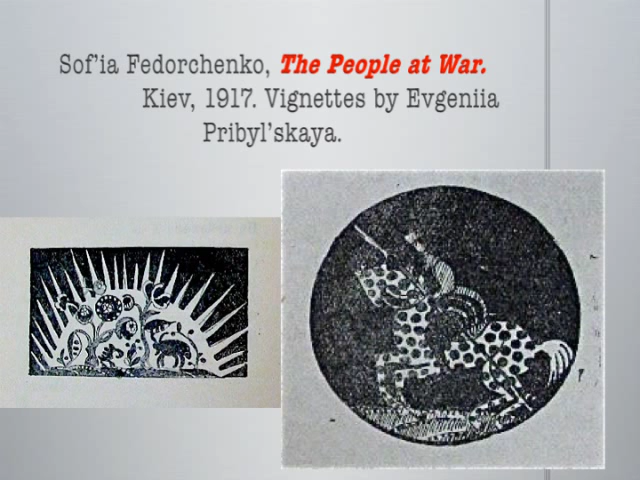 Sof'ia Fedorchenko, The People at War.
Kiev, 1917. Vignettes by Evgeniia
Pribyl'skaya.